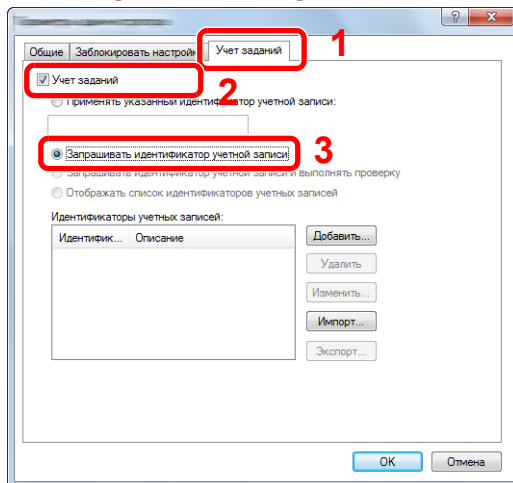 Общие Заблокировать настройк Учет заданий 1
Учет заданий 2
Применять указанный идентификатор учетной записи:
Запрашивать идентификатор учетной записи 3
Запрашивать идентификатор учетной записи и выполнять проверку
Отображать список идентификаторов учетных записей
Идентификаторы учетных записей:
Идентифик... Описание
Добавить...
Удалить
Изменить...
Импорт...
Экспорт...
OK Отмена